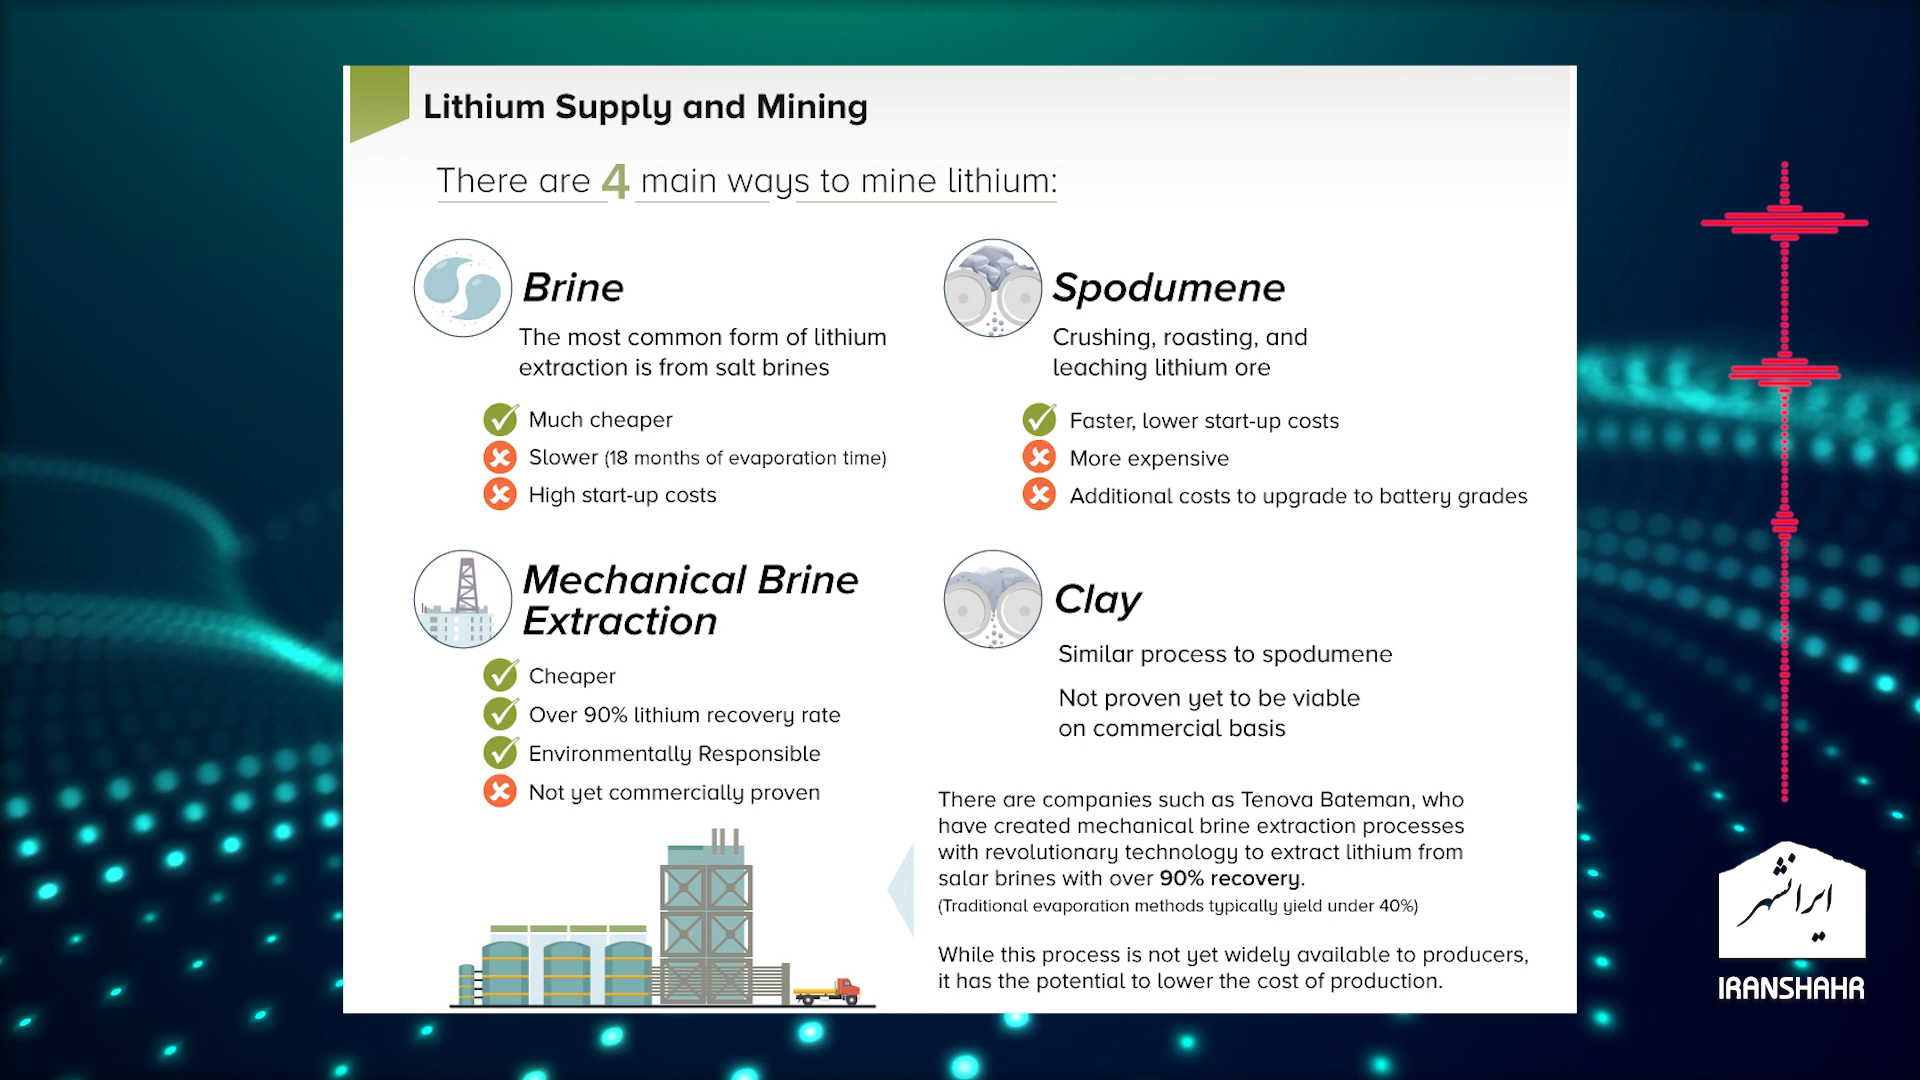 Lithium Supply and Mining
There are 4 main ways to mine lithium:
Brine
The most common form of lithium
extraction is from salt brines
Much cheaper
Slower (18 months of evaporation time)
High start-up costs
Spodumene
Crushing, roasting, and
leaching lithium ore
Faster, lower start-up costs
More expensive
Additional costs to upgrade to battery grades
Mechanical Brine
Extraction
Cheaper
Over 90% lithium recovery rate
Environmentally Responsible
Not yet commercially proven
Clay
Similar process to spodumene
Not proven yet to be viable
on commercial basis
There are companies such as Tenova Bateman, who
have created mechanical brine extraction processes
with revolutionary technology to extract lithium from
salar brines with over 90% recovery.
(Traditional evaporation methods typically yield under 40%)
While this process is not yet widely available to producers,
it has the potential to lower the cost of production.
ایرانشهر
IRANSHAHR